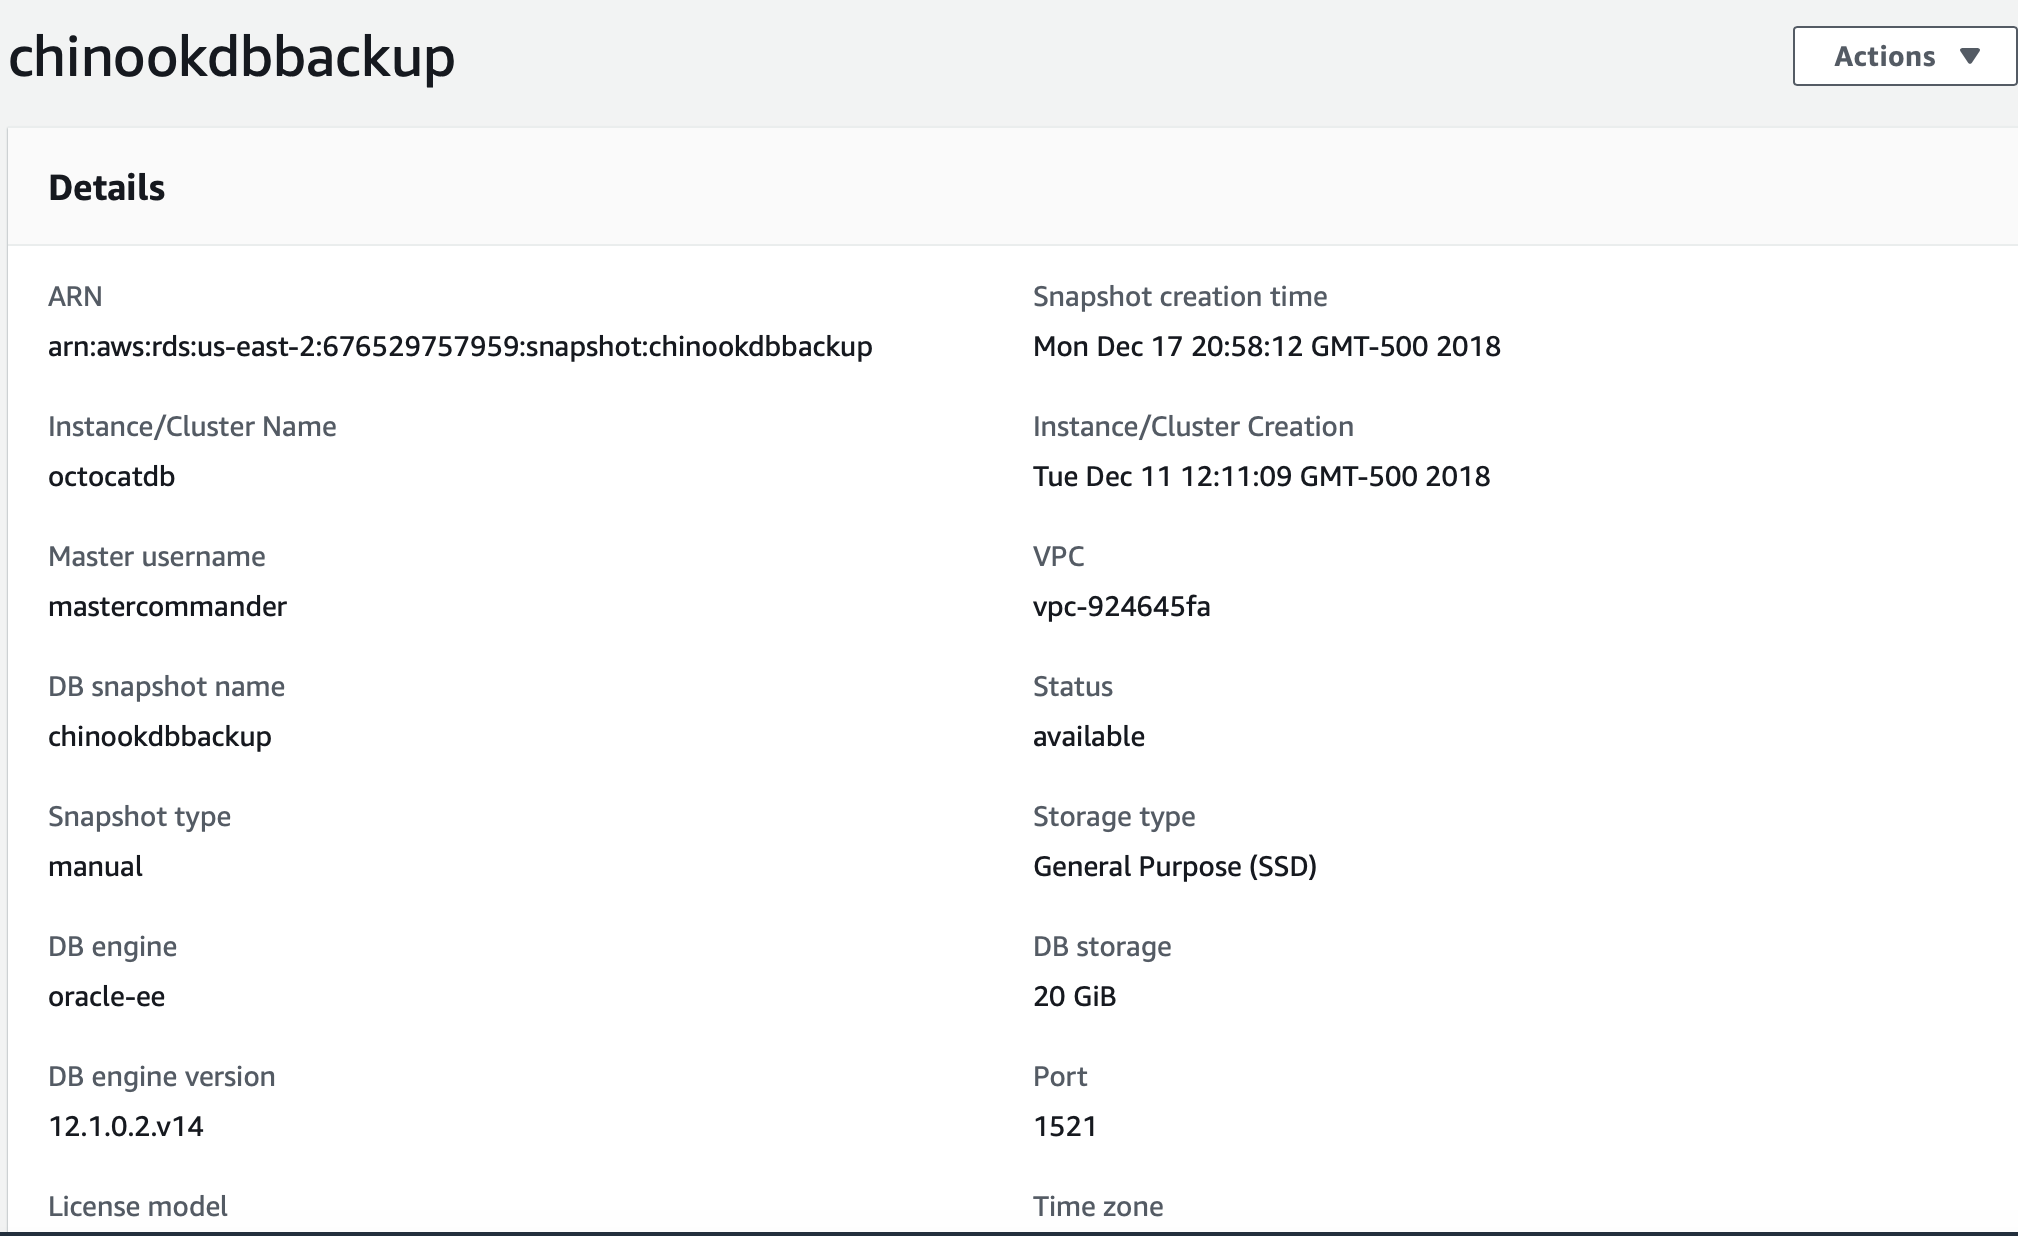 chinookdbbackup
Actions
Details
ARN
arn:aws:rds:us-east-2:676529757959:snapshot:chinookdbbackup
Instance/Cluster Name
octocatdb
Master username
mastercommander
DB snapshot name
chinookdbbackup
Snapshot type
manual
DB engine
oracle-ee
DB engine version
12.1.0.2.v14
License model
Snapshot creation time
Mon Dec 17 20:58:12 GMT-500 2018
Instance/Cluster Creation
Tue Dec 11 12:11:09 GMT-500 2018
VPC
vpc-924645fa
Status
available
Storage type
General Purpose (SSD)
DB storage
20 GiB
Port
1521
Time zone